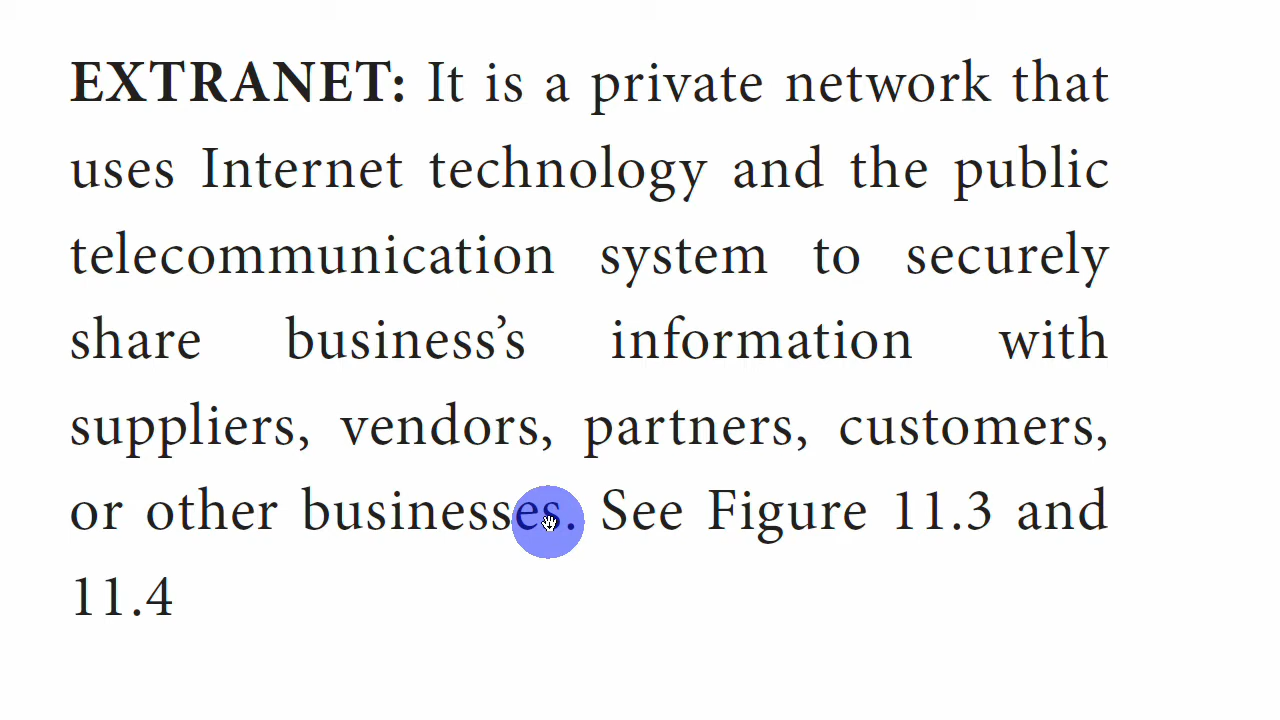 EXTRANET: It is a private network that
uses Internet technology and the public
telecommunication system to securely
share business’s information with
suppliers, vendors, partners, customers,
or other businesses. See Figure 11.3 and
11.4